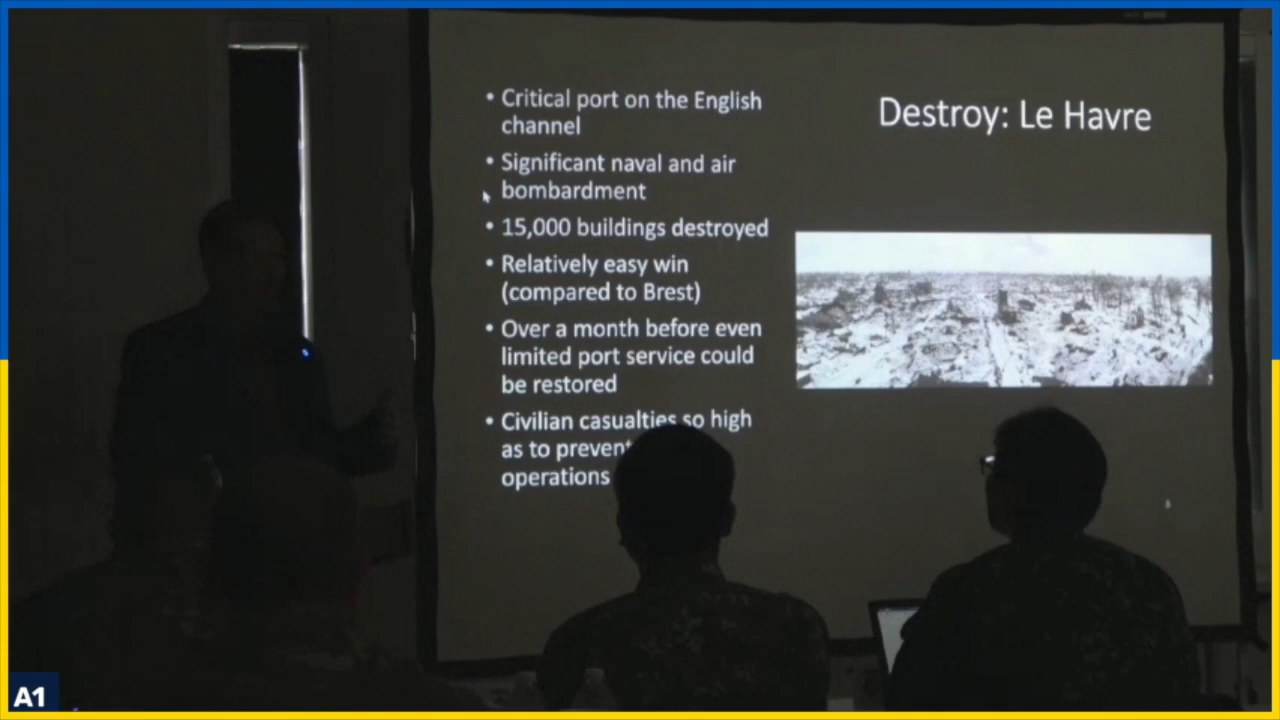 Destroy: Le Havre
• Critical port on the English
channel
• Significant naval and air
bombardment
• 15,000 buildings destroyed
• Relatively easy win
(compared to Brest)
• Over a month before even
limited port service could
be restored
• Civilian casualties so high
as to prevent
operations
A1